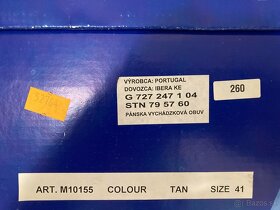 VÝROBCA: PORTUGAL
DOVOZCA: IBERA KE
G 727 247 1 04
STN 79 57 60
PÁNSKA VYCHÁDZKOVÁ OBUV
260
ART. M10155 COLOUR TAN SIZE 41